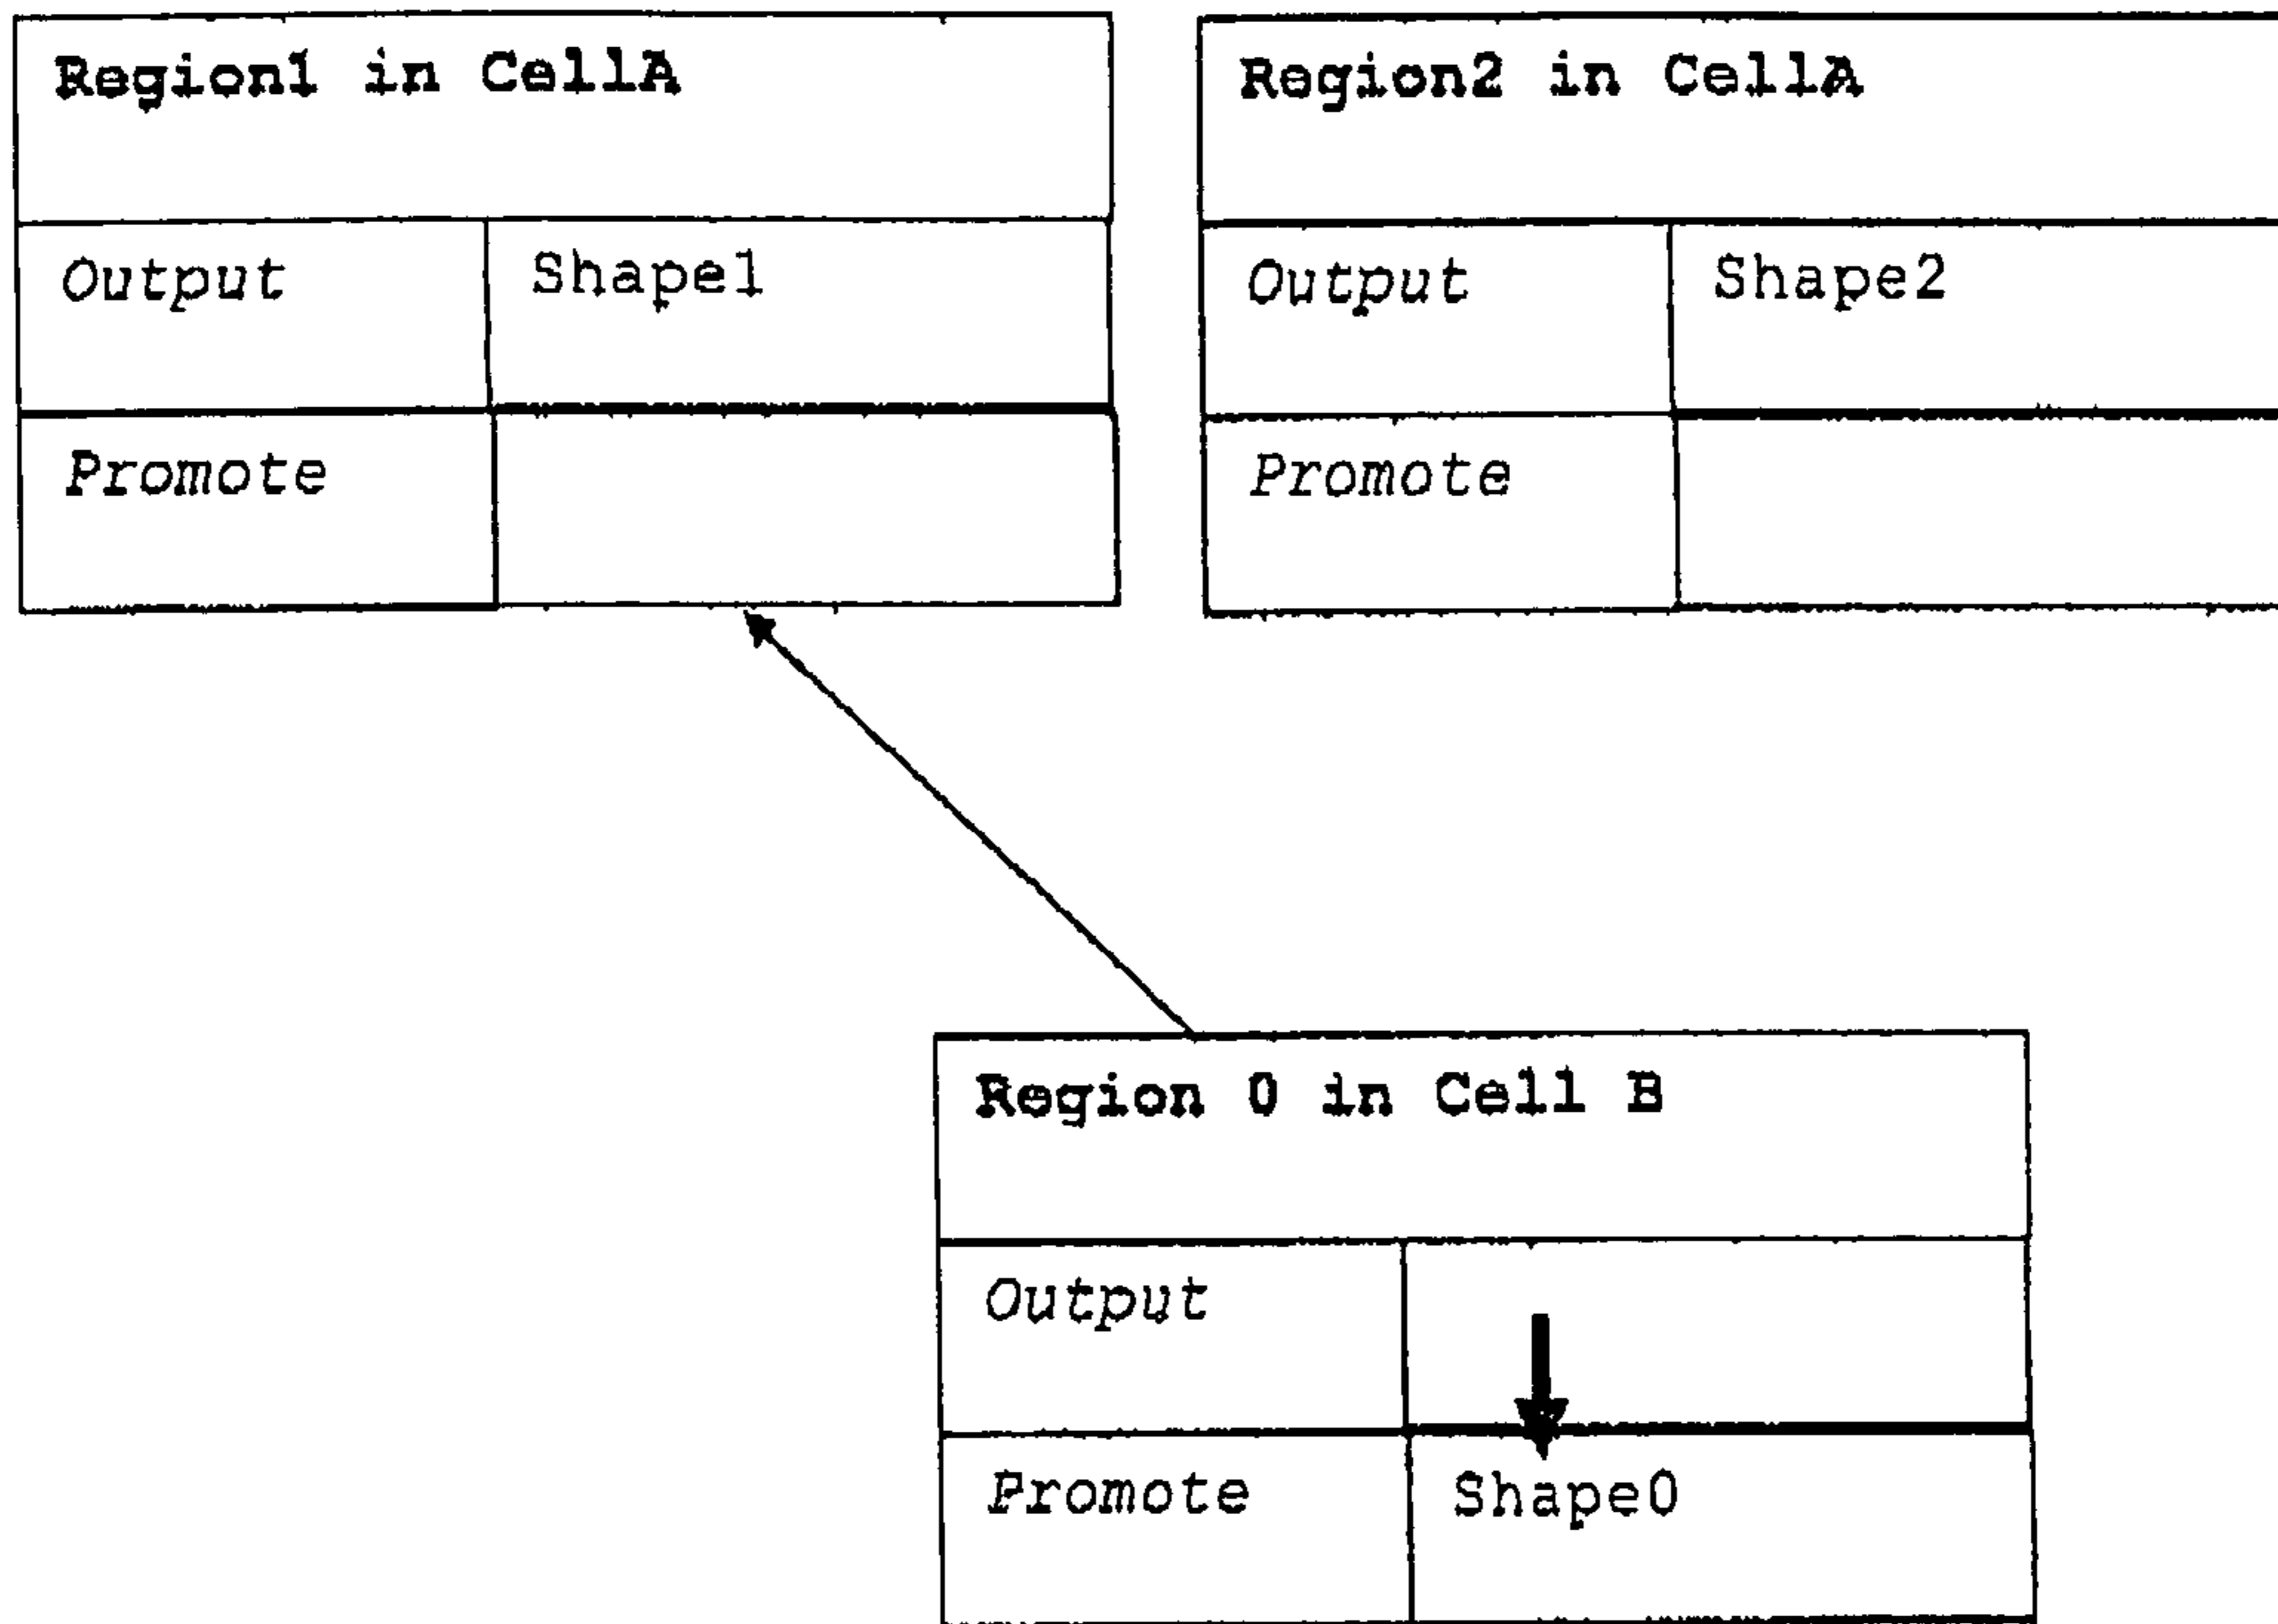 Region1 in CellA
Output Shape1
Promote
Region2 in CellA
Output Shape2
Promote
Region 0 in Cell B
Output
Promote Shape0